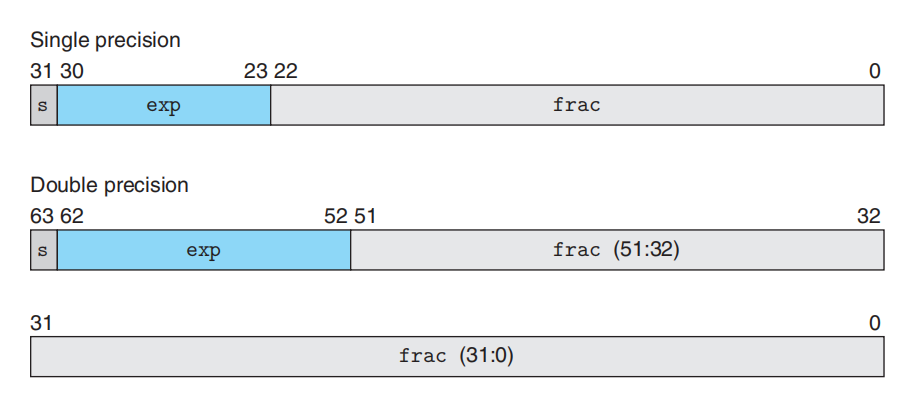 Single precision
31 30 23 22 0
s exp frac
Double precision
63 62 52 51 32
s exp frac (51:32)
31 0
frac (31:0)